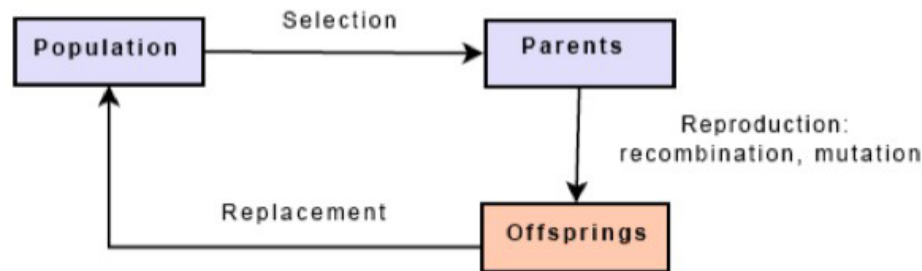 Selection
Population
Parents
Reproduction:
recombination, mutation
Replacement
Offsprings